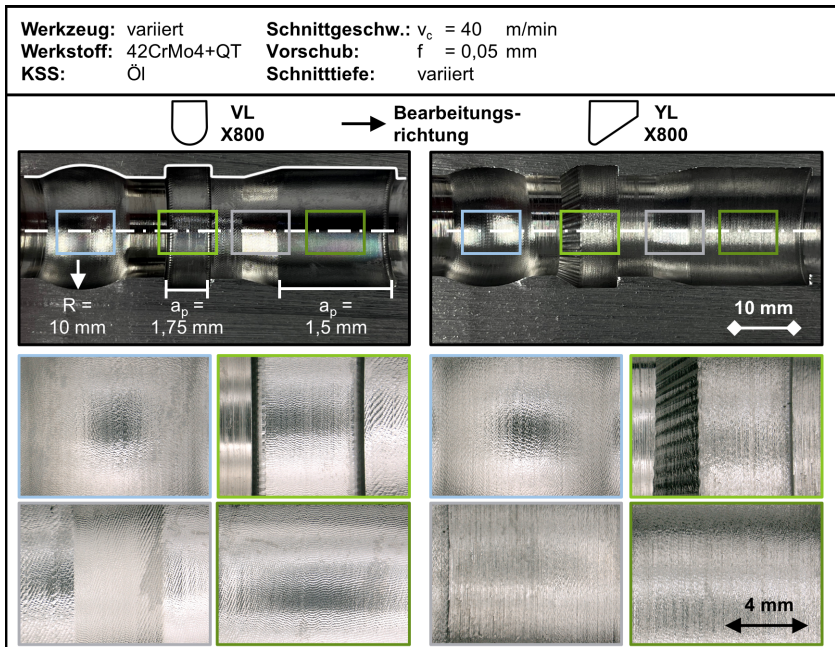 Werkzeug: variiert Schnittgeschw.: vc = 40 m/min
Werkstoff: 42CrMo4+QT Vorschub: f = 0,05 mm
KSS: Öl Schnitttiefe: variiert
VL
X800
Bearbeitungs-
richtung
YL
X800
R =
10 mm
ap =
1,75 mm
ap =
1,5 mm
10 mm
4 mm